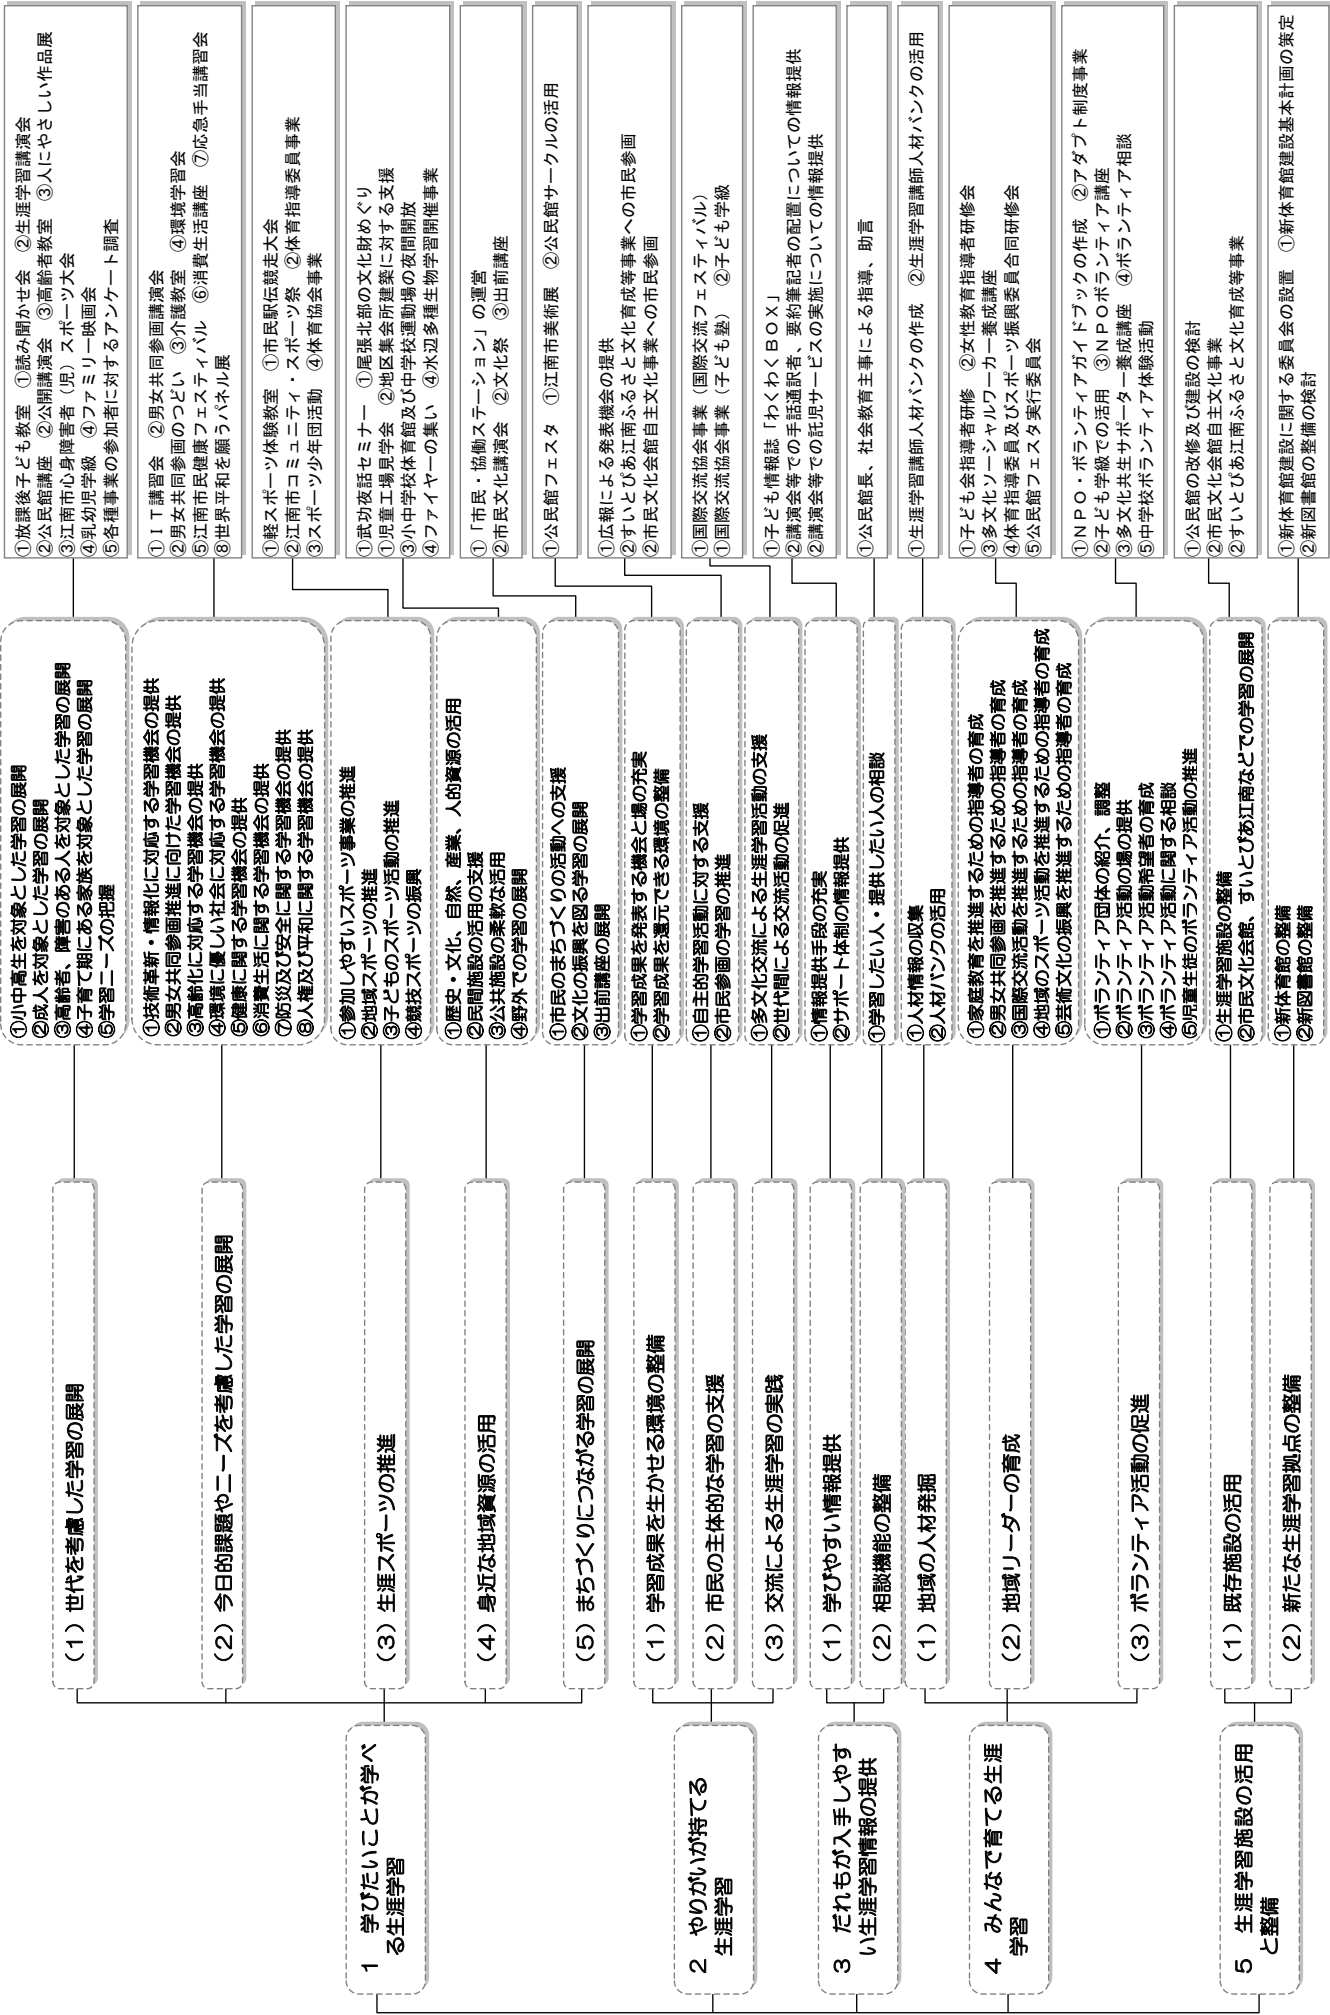 1　学びたいことが学べ
る生涯学習
（1）世代を考慮した学習の展開
①小中高生を対象とした学習の展開
②成人を対象とした学習の展開
③高齢者、障害のある人を対象とした学習の展開
④子育て期にある家族を対象とした学習の展開
⑤学習ニーズの把握
①放課後子ども教室　①読み聞かせ会　②生涯学習講演会
②公民館講座　②公開講演会　③高齢者教室　③人にやさしい作品展
③江南市心身障害者（児）スポーツ大会
④乳幼児学級　④ファミリー映画会
⑤各種事業の参加者に対するアンケート調査
（2）今日的課題やニーズを考慮した学習の展開
①技術革新・情報化に対応する学習機会の提供
②男女共同参画推進に向けた学習機会の提供
③高齢化に対応する学習機会の提供
④環境に優しい社会に対応する学習機会の提供
⑤健康に関する学習機会の提供
⑥消費生活に関する学習機会の提供
⑦防災及び安全に関する学習機会の提供
⑧人権及び平和に関する学習機会の提供
①ＩＴ講習会　②男女共同参画講演会
②男女共同参画のつどい　③介護教室　④環境学習会
⑤江南市民健康フェスティバル　⑥消費生活講座　⑦応急手当講習会
⑧世界平和を願うパネル展
（3）生涯スポーツの推進
①参加しやすいスポーツ事業の推進
②地域スポーツの推進
③子どものスポーツ活動の推進
④競技スポーツの振興
①軽スポーツ体験教室　①市民駅伝競走大会
②江南市コミュニティ・スポーツ祭　②体育指導委員事業
③スポーツ少年団活動　④体育協会事業
（4）身近な地域資源の活用
①歴史・文化、自然、産業、人的資源の活用
②民間施設の活用の支援
③公共施設の柔軟な活用
④野外での学習の展開
①武功夜話セミナー　①尾張北部の文化財めぐり
①児童工場見学会　②地区集会所建築に対する支援
③小中学校体育館及び中学校運動場の夜間開放
④ファイヤーの集い　④水辺多種生物学習開催事業
（5）まちづくりにつながる学習の展開
①市民のまちづくりの活動への支援
②文化の振興を図る学習の展開
③出前講座の展開
①「市民・協働ステーション」の運営
②市民文化講演会　②文化祭　③出前講座
2　やりがいが持てる
生涯学習
（1）学習成果を生かせる環境の整備
①学習成果を発表する機会と場の充実
②学習成果を還元できる環境の整備
①公民館フェスタ　①江南市美術展　②公民館サークルの活用
（2）市民の主体的な学習の支援
①自主的学習活動に対する支援
②市民参画の学習の推進
①広報による発表機会の提供
②すいとぴあ江南ふるさと文化育成等事業への市民参画
②市民文化会館自主文化事業への市民参画
（3）交流による生涯学習の実践
①多文化交流による生涯学習活動の支援
②世代間による交流活動の促進
①国際交流協会事業（国際交流フェスティバル）
①国際交流協会事業（子ども塾）　②子ども学級
3　だれもが入手しやす
い生涯学習情報の提供
（1）学びやすい情報提供
①情報提供手段の充実
②サポート体制の情報提供
①子ども情報誌「わくわくＢＯＸ」
②講演会等での手話通訳者、要約筆記者の配置についての情報提供
②講演会等での託児サービスの実施についての情報提供
（2）相談機能の整備
①学習したい人・提供したい人の相談
①公民館長、社会教育主事による指導、助言
4　みんなで育てる生涯
学習
（1）地域の人材発掘
①人材情報の収集
②人材バンクの活用
①生涯学習講師人材バンクの作成　②生涯学習講師人材バンクの活用
（2）地域リーダーの育成
①家庭教育を推進するための指導者の育成
②男女共同参画を推進するための指導者の育成
③国際交流活動を推進するための指導者の育成
④地域のスポーツ活動を推進するための指導者の育成
⑤芸術文化の振興を推進するための指導者の育成
①子ども会指導者研修　②女性教育指導者研修会
③多文化ソーシャルワーカー養成講座
④体育指導委員及びスポーツ振興委員合同研修会
⑤公民館フェスタ実行委員会
（3）ボランティア活動の促進
①ボランティア団体の紹介、調整
②ボランティア活動の場の提供
③ボランティア活動希望者の育成
④ボランティア活動に関する相談
⑤児童生徒のボランティア活動の推進
①ＮＰＯ・ボランティアガイドブックの作成　②アダプト制度事業
②子ども学級での活用　③ＮＰＯボランティア講座
③多文化共生サポーター養成講座　④ボランティア相談
⑤中学校ボランティア体験活動
5　生涯学習施設の活用
と整備
（1）既存施設の活用
①生涯学習施設の整備
②市民文化会館、すいとぴあ江南などでの学習の展開
①公民館の改修及び建設の検討
②市民文化会館自主文化事業
②すいとぴあ江南ふるさと文化育成等事業
（2）新たな生涯学習拠点の整備
①新体育館の整備
②新図書館の整備
①新体育館建設に関する委員会の設置　①新体育館建設基本計画の策定
②新図書館の整備の検討